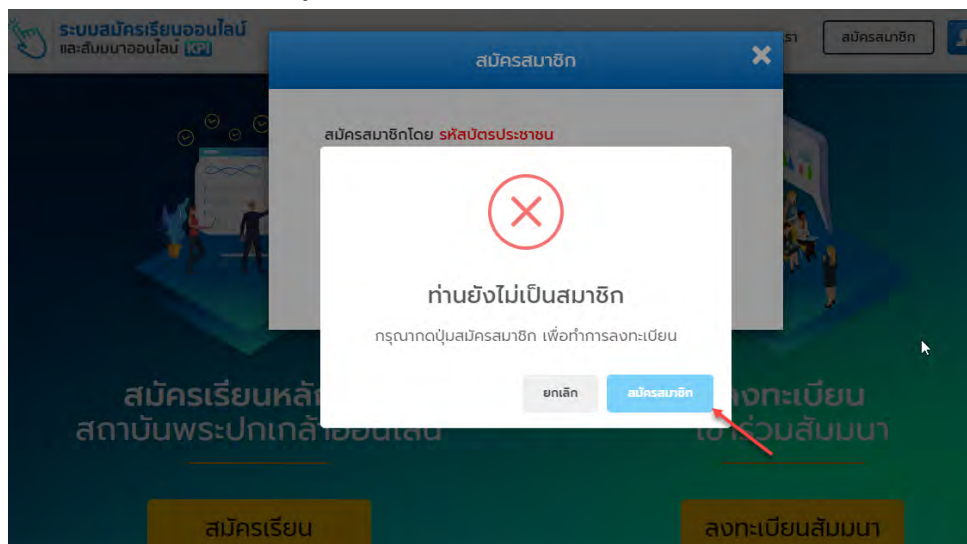 ระบบสมัครเรียนออนไลน์
และสัมมนาออนไลน์ KPI
รา
สมัครสมาชิก
สมัครสมาชิก
สมัครสมาชิกโดย รหัสบัตรประชาชน
ท่านยังไม่เป็นสมาชิก
กรุณากดปุ่มสมัครสมาชิก เพื่อทำการลงทะเบียน
ยกเลิก
สมัครสมาชิก
สมัครเรียนหลัก
สถาบันพระปกเกล้าออนไลน์
ลงทะเบียน
เข้าร่วมสัมมนา
สมัครเรียน
ลงทะเบียนสัมมนา